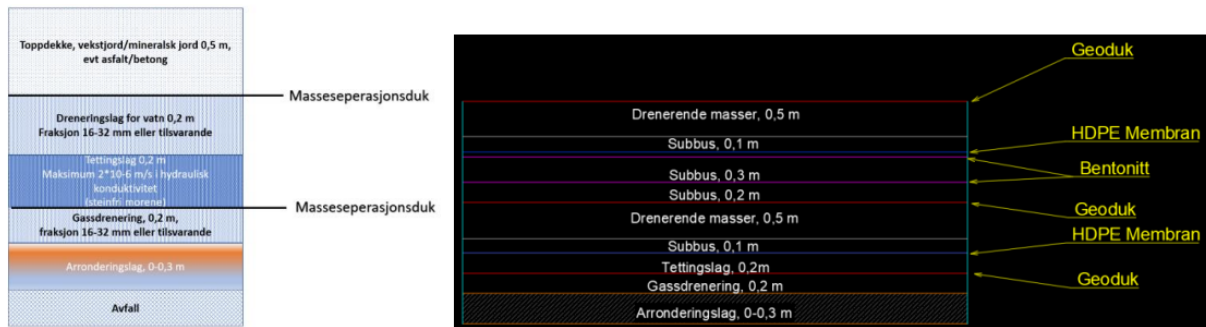 Toppdekke, vekstjord/mineralsk jord 0,5 m,
evt asfalt/betong
Masseseperasjonsduk
Dreneringslag for vatn 0,2 m
Fraksjon 16-32 mm eller tilsvarande
Tettingslag 0,2 m
Maksimum 2*10-6 m/s i hydraulisk
konduktivitet
(steinfri morene)
Masseseperasjonsduk
Gassdrenering, 0,2 m,
fraksjon 16-32 mm eller tilsvarande
Arronderingslag, 0-0,3 m
Avfall
Geoduk
Drenerende masser, 0,5 m
HDPE Membran
Subbus, 0,1 m
Bentonitt
Subbus, 0,3 m
Subbus, 0,2 m
Geoduk
Drenerende masser, 0,5 m
HDPE Membran
Subbus, 0,1 m
Tettingslag, 0,2m
Geoduk
Gassdrenering, 0,2 m
Arronderingslag, 0-0,3 m